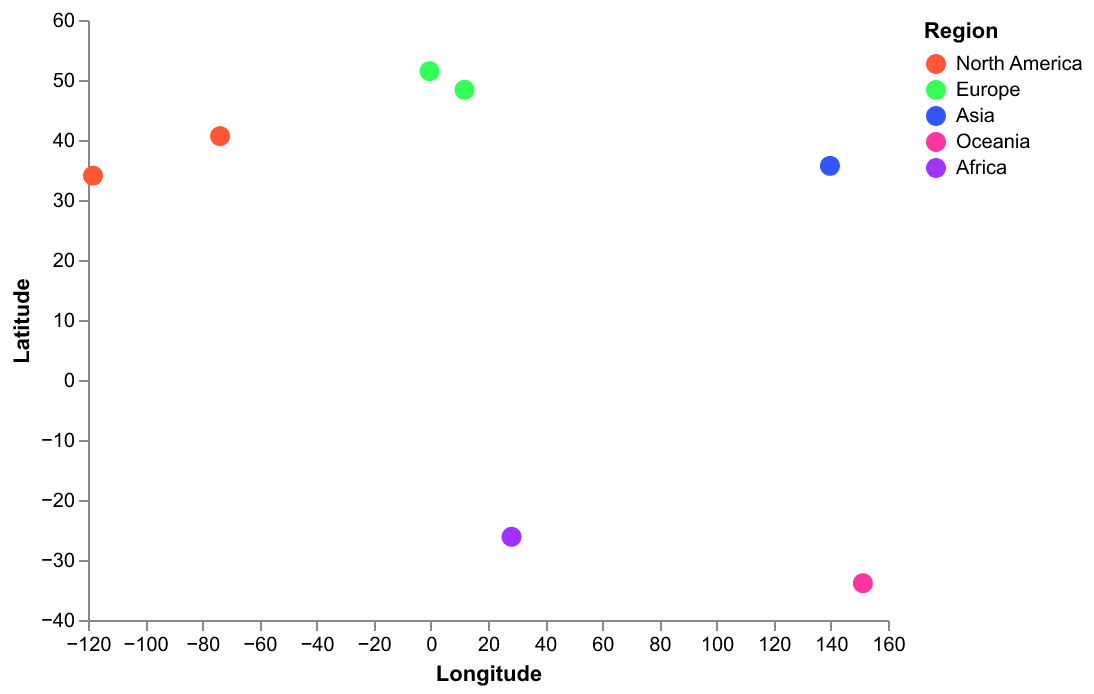 60
50
40
30
20
10
0
−10
−20
−30
−40
Latitude
−120 −100 −80 −60 −40 −20 0 20 40 60 80 100 120 140 160
Longitude
Region
North America
Europe
Asia
Oceania
Africa